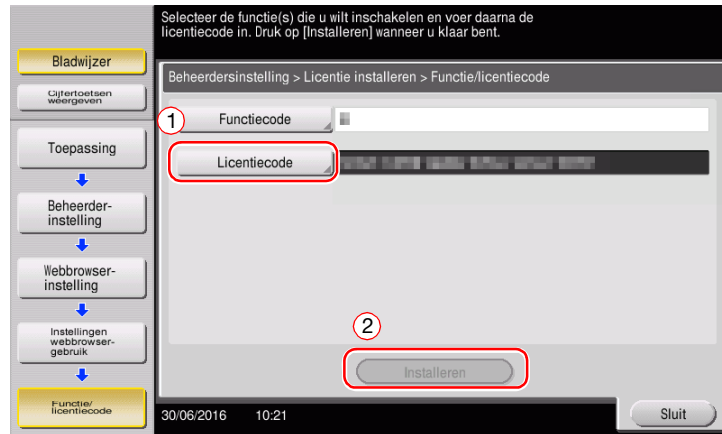 Selecteer de functie(s) die u wilt inschakelen en voer daarna de
licentiecode in. Druk op [Installeren] wanneer u klaar bent.
Bladwijzer
Cijfertoetsen
weergeven
Toepassing
Beheerder-
instelling
Webbrowser-
instelling
Instellingen
webbrowser-
gebruik
Functie/
licentiecode
Beheerdersinstelling > Licentie installeren > Functie/licentiecode
1
Functiecode
Licentiecode
2
Installeren
30/06/2016 10:21
Sluit